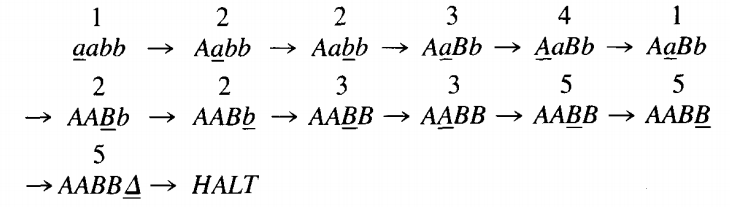 1 2 2 3 4 1
aabb → Aabb → Aabb → AaBb → AaBb → AaBb
2 2 3 3 5 5
→ AABb → AABb → AABB → AABB → AABB → AABB
5
→ AABBΔ → HALT